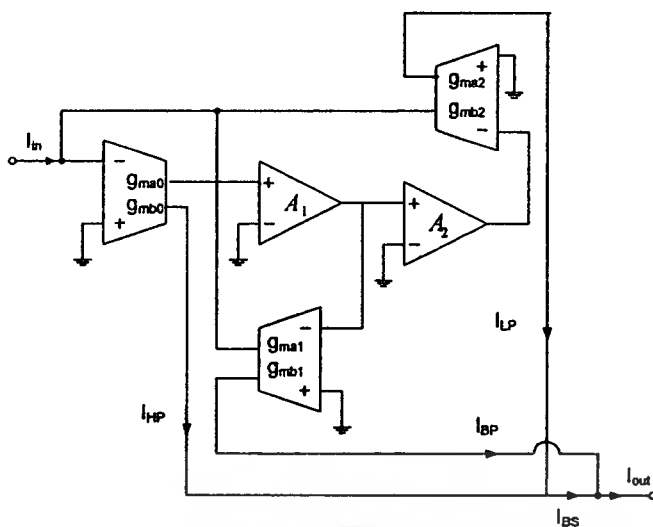 g_ma2
+
g_mb2
−
I_in
−
g_ma0
g_mb0
+
+
A_1
−
+
A_2
−
g_ma1
−
g_mb1
+
I_LP
I_HP
I_BP
I_out
I_BS